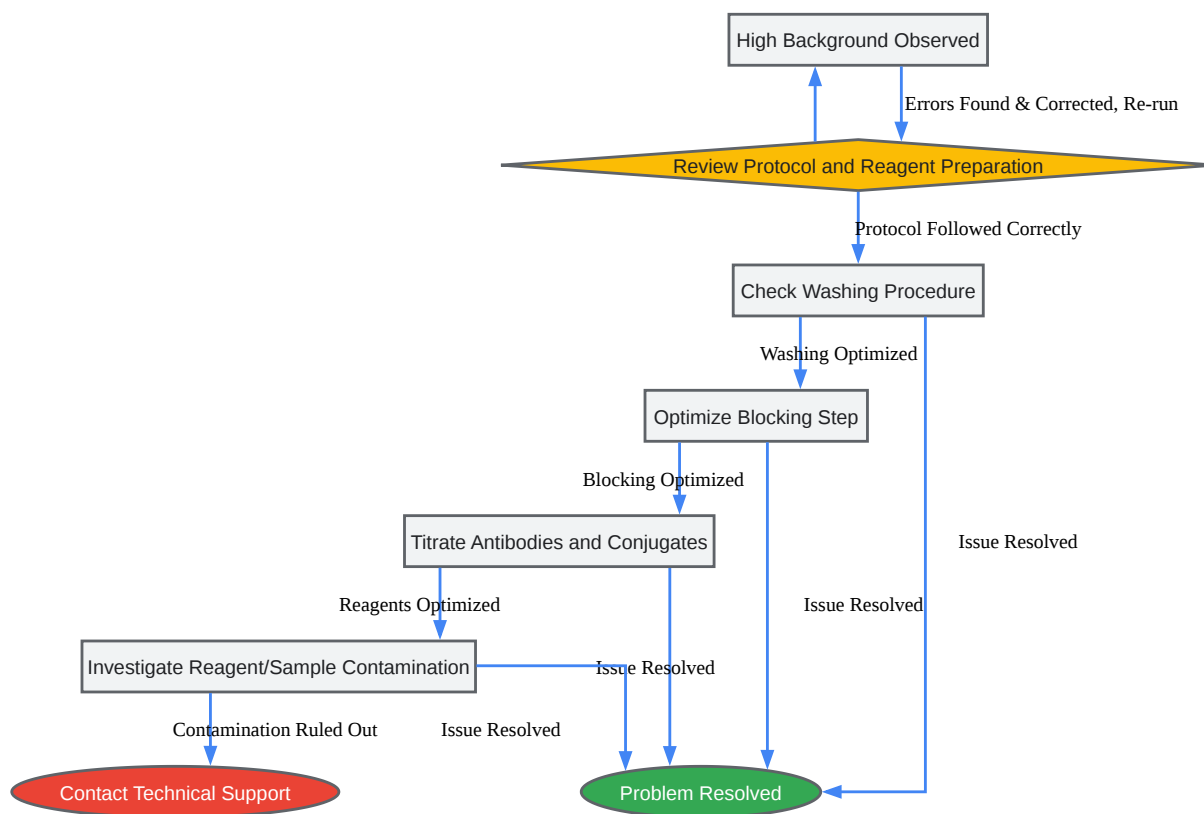 High Background Observed
Errors Found & Corrected, Re-run
Review Protocol and Reagent Preparation
Protocol Followed Correctly
Check Washing Procedure
Washing Optimized
Optimize Blocking Step
Blocking Optimized
Titrate Antibodies and Conjugates
Issue Resolved
Reagents Optimized
Issue Resolved
Investigate Reagent/Sample Contamination
Issue Resolved
Contamination Ruled Out
Issue Resolved
Contact Technical Support
Problem Resolved